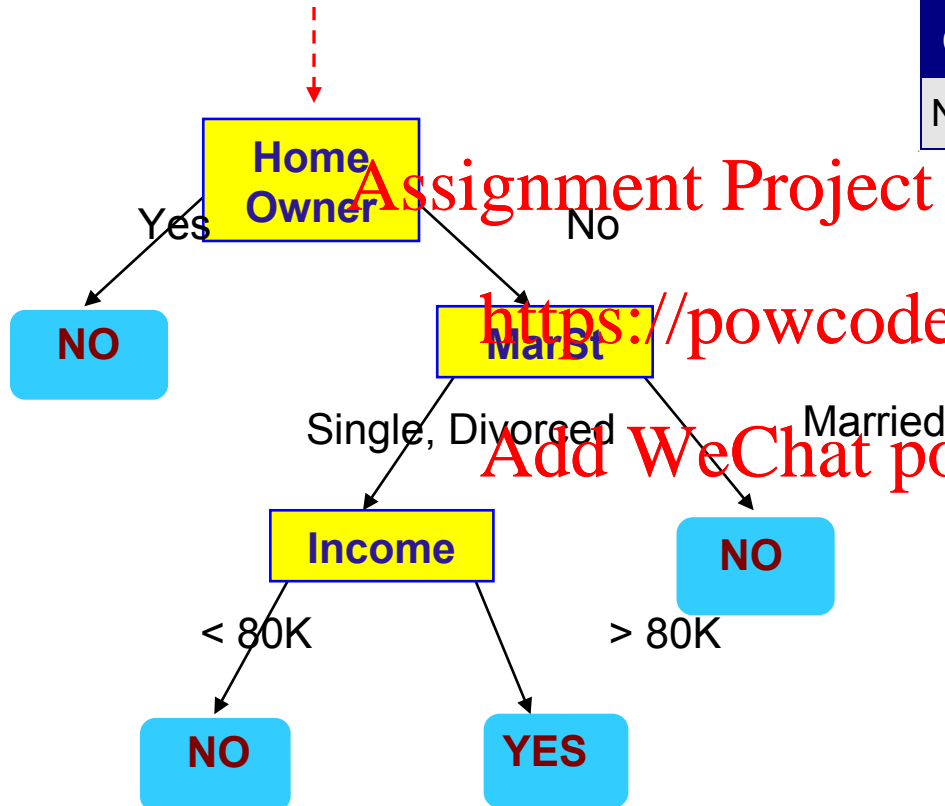 Home
Owner
Assignment Project
Yes
No
NO
https://powcode
MarSt
Single, Divorced
Married
Add WeChat po
Income
NO
< 80K
> 80K
NO
YES